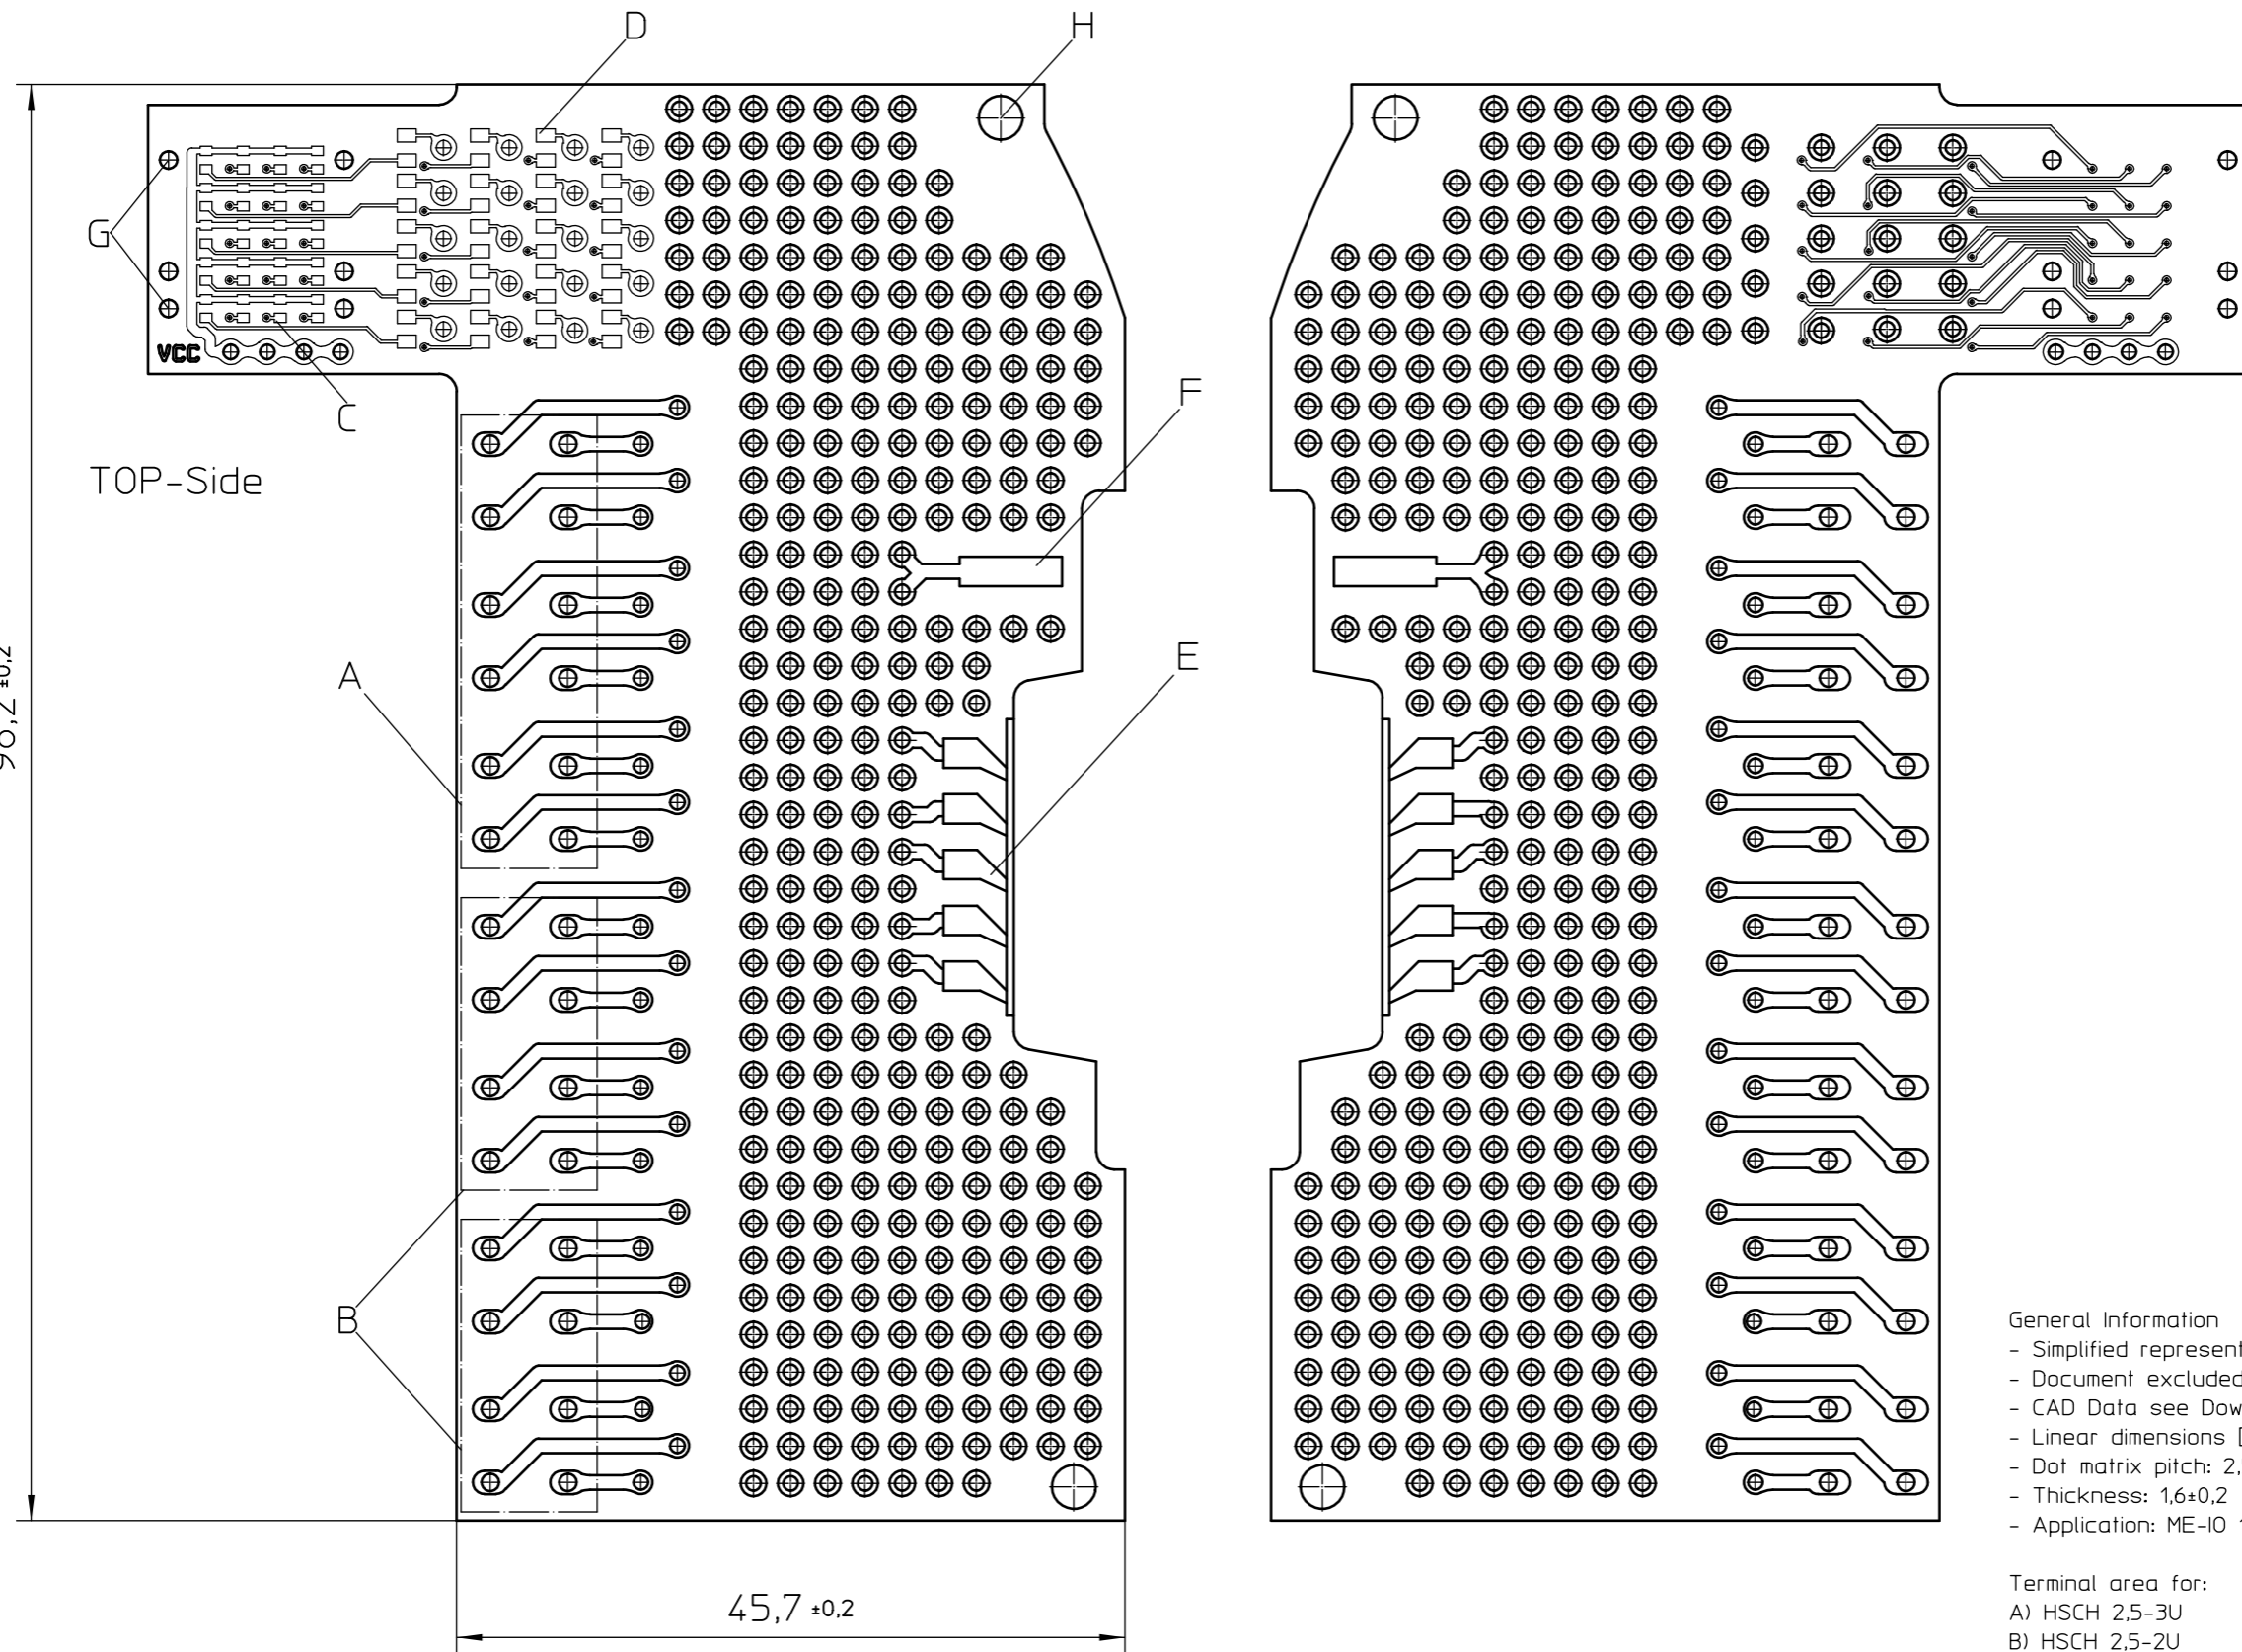 D
H
G
VCC
C
F
TOP-Side
A
E
B
45,7 ±0,2
±0,2
General Information
- Simplified
- Document excluded
- CAD Data see
- Linear dimensions
- Dot matrix pitch:
- Thickness: 1,6±0,2
- Application: ME-IO
Terminal area for:
A) HSCH 2,5-3U
B) HSCH 2,5-2U